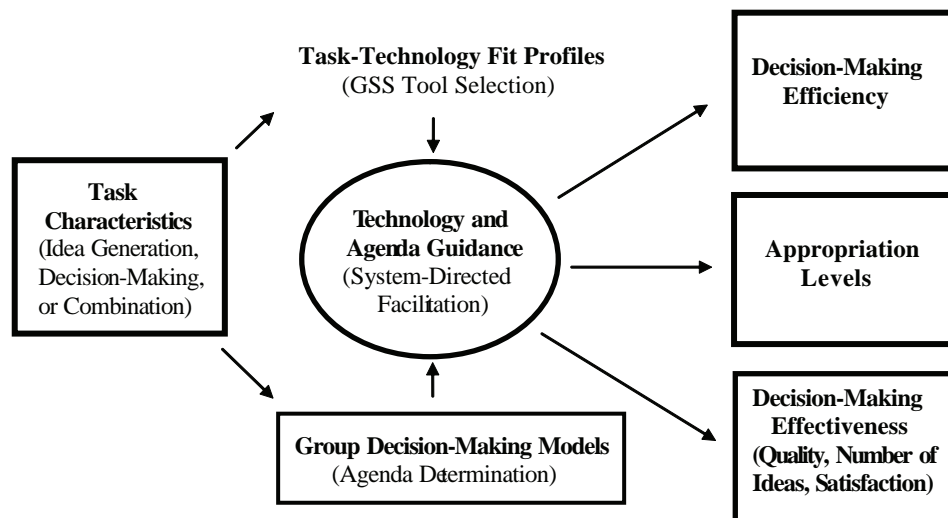 Task-Technology Fit Profiles
(GSS Tool Selection)
Decision-Making
Efficiency
Task
Characteristics
(Idea Generation,
Decision-Making,
or Combination)
Technology and
Agenda Guidance
(System-Directed
Facilitation)
Appropriation
Levels
Group Decision-Making Models
(Agenda Determination)
Decision-Making
Effectiveness
(Quality, Number of
Ideas, Satisfaction)